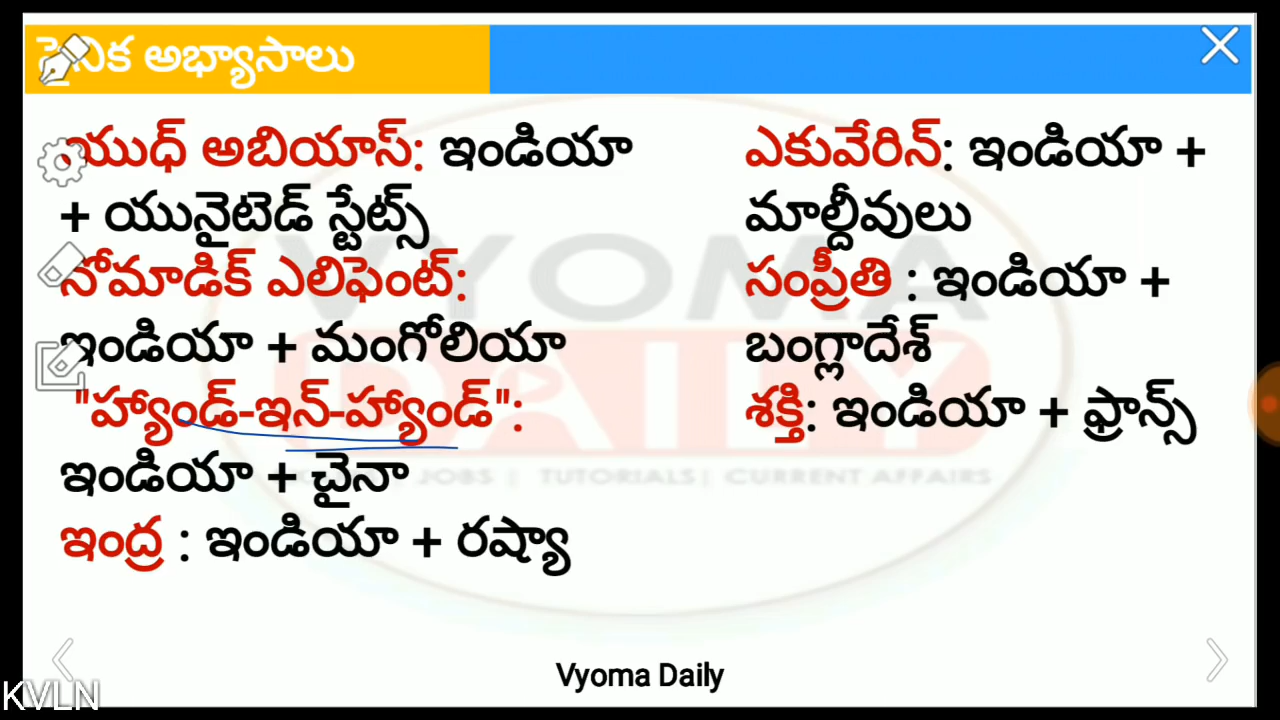 సైనిక అభ్యాసాలు
యుధ్ అబియాస్: ఇండియా
+ యునైటెడ్ స్టేట్స్
నోమాడిక్ ఎలిఫెంట్:
ఇండియా + మంగోలియా
"హ్యాండ్-ఇన్-హ్యాండ్":
ఇండియా + చైనా
ఇంద్ర : ఇండియా + రష్యా
ఎకువేరిన్: ఇండియా +
మాల్దీవులు
సంప్రీతి : ఇండియా +
బంగ్లాదేశ్
శక్తి: ఇండియా + ఫ్రాన్స్
VYOMA
DAILY
JOBS | TUTORIALS | CURRENT AFFAIRS
Vyoma Daily
KVLN